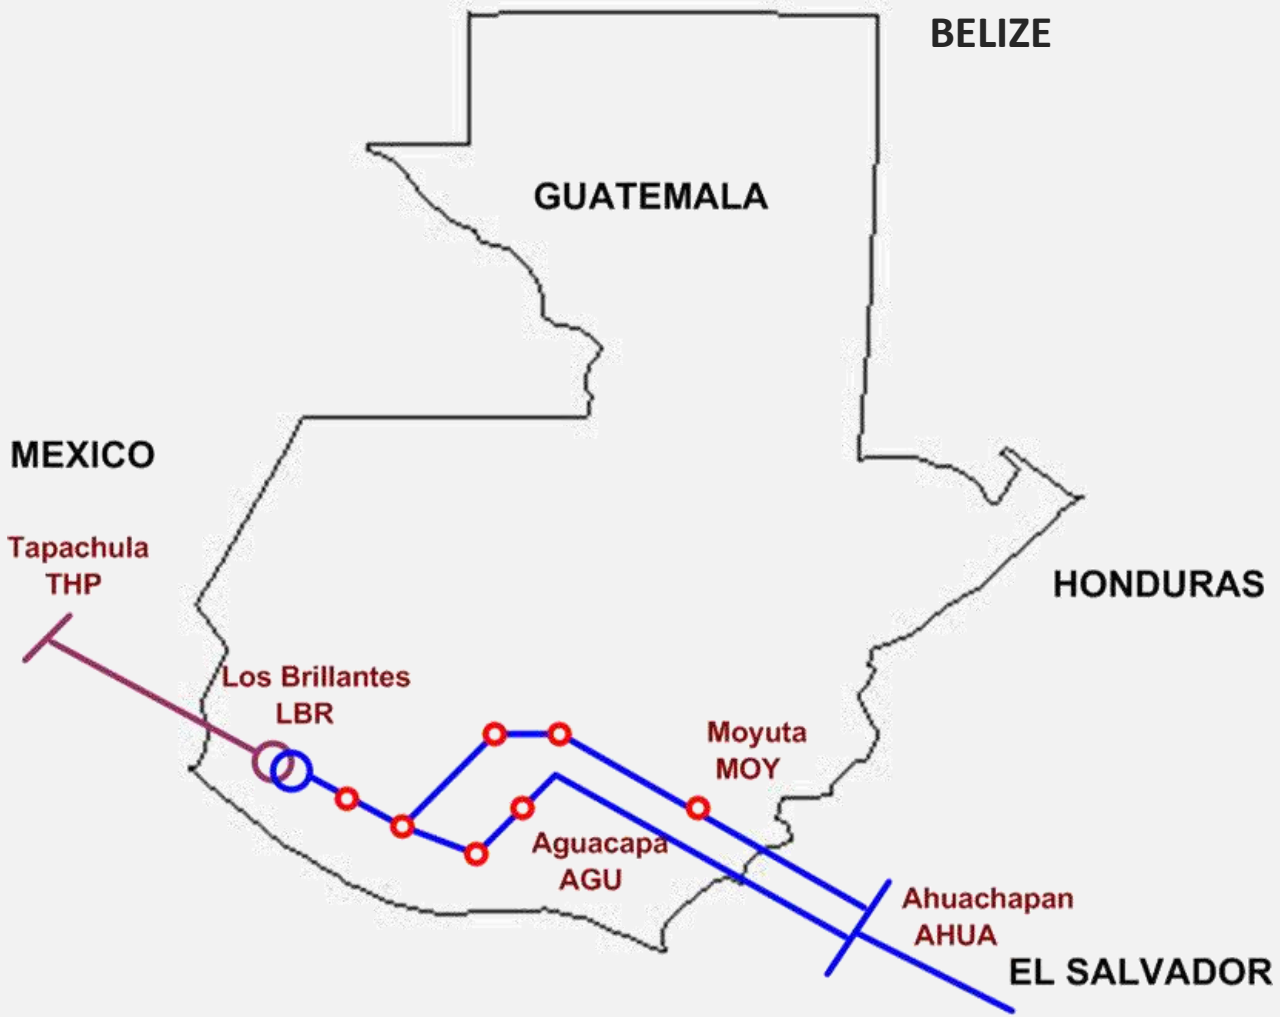 BELIZE
GUATEMALA
MEXICO
Tapachula
THP
HONDURAS
Los Brillantes
LBR
Moyuta
MOY
Aguacapa
AGU
Ahuachapan
AHUA
EL SALVADOR